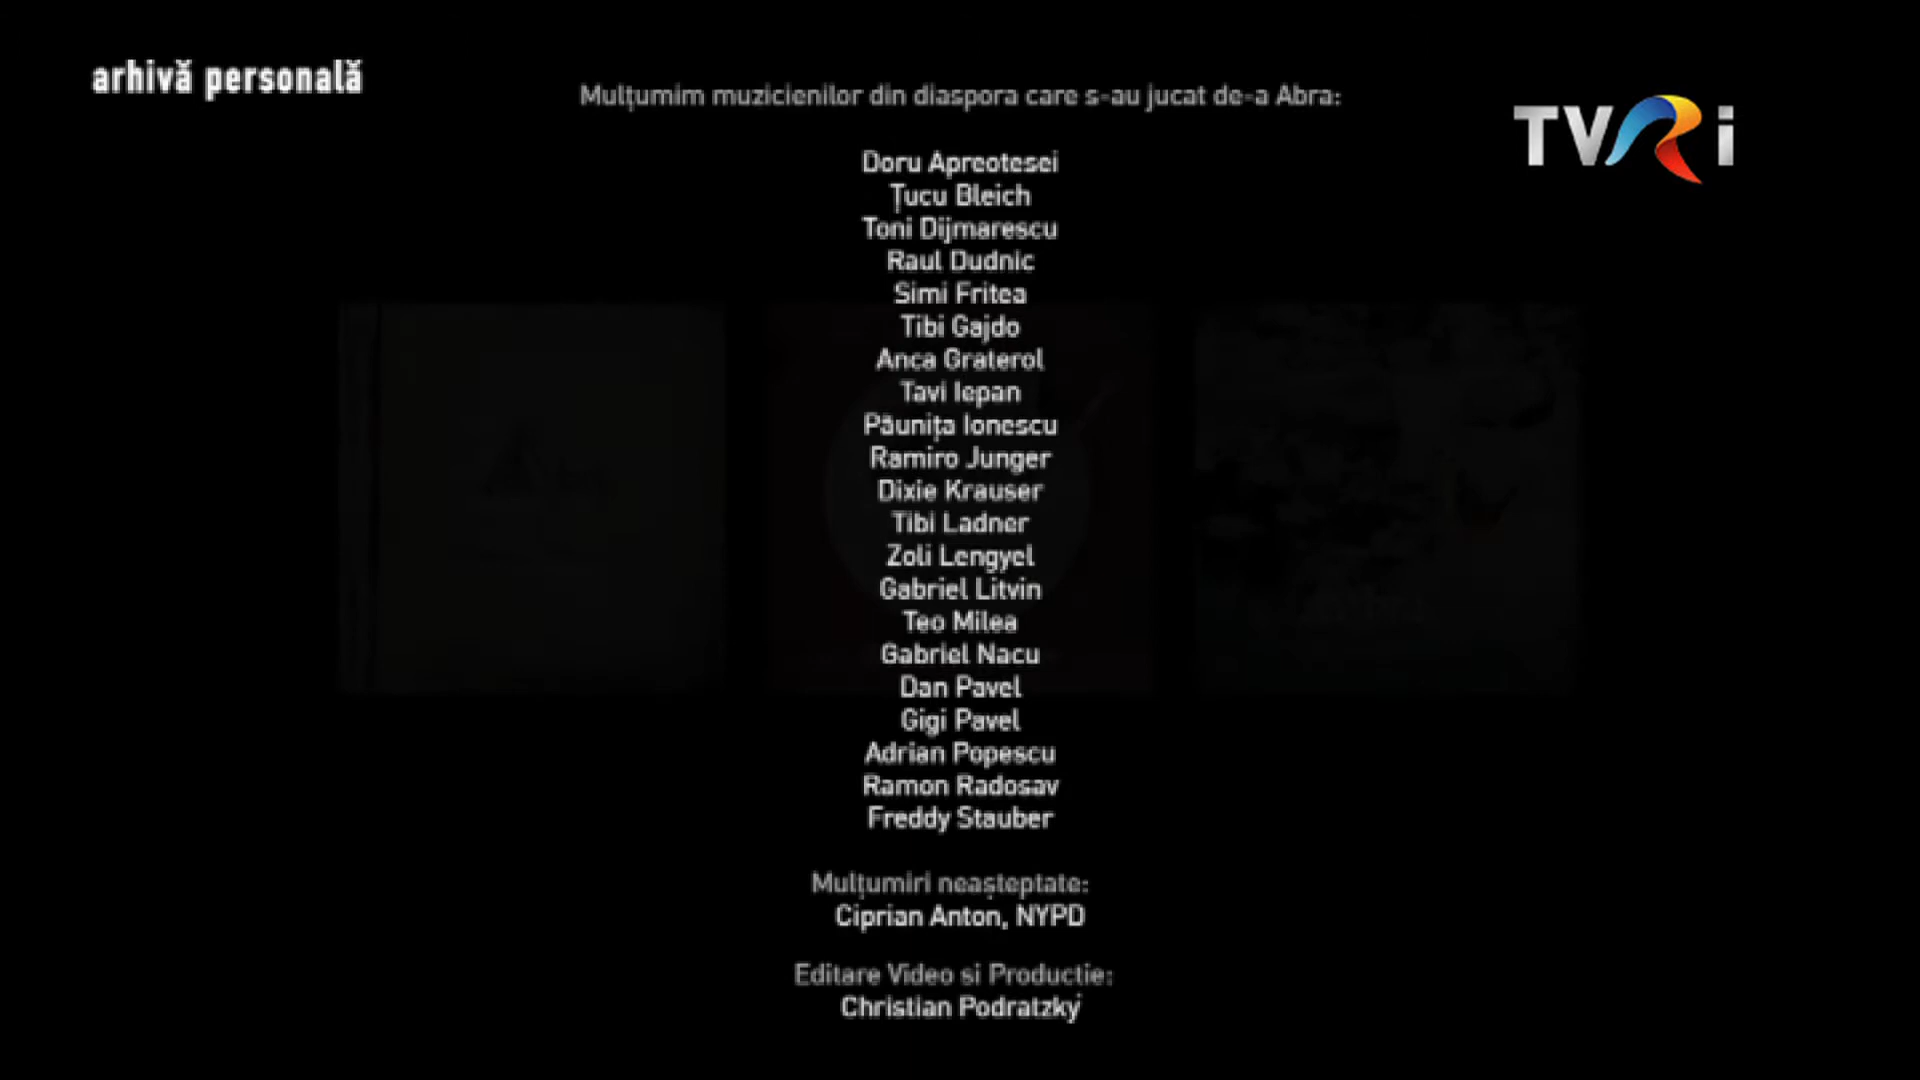 arhivă personală
Mulțumim muzicienilor din diaspora care s-au jucat de-a Abra:
TVRi
Doru Apreotesei
Țucu Bleich
Toni Dijmarescu
Raul Dudnic
Simi Fritea
Tibi Gajdo
Anca Graterol
Tavi Iepan
Păunița Ionescu
Ramiro Junger
Dixie Krauser
Tibi Ladner
Zoli Lengyel
Gabriel Litvin
Teo Milea
Gabriel Nacu
Dan Pavel
Gigi Pavel
Adrian Popescu
Ramon Radosav
Freddy Stauber
Mulțumiri neașteptate:
Ciprian Anton, NYPD
Editare Video si Productie:
Christian Podratzky